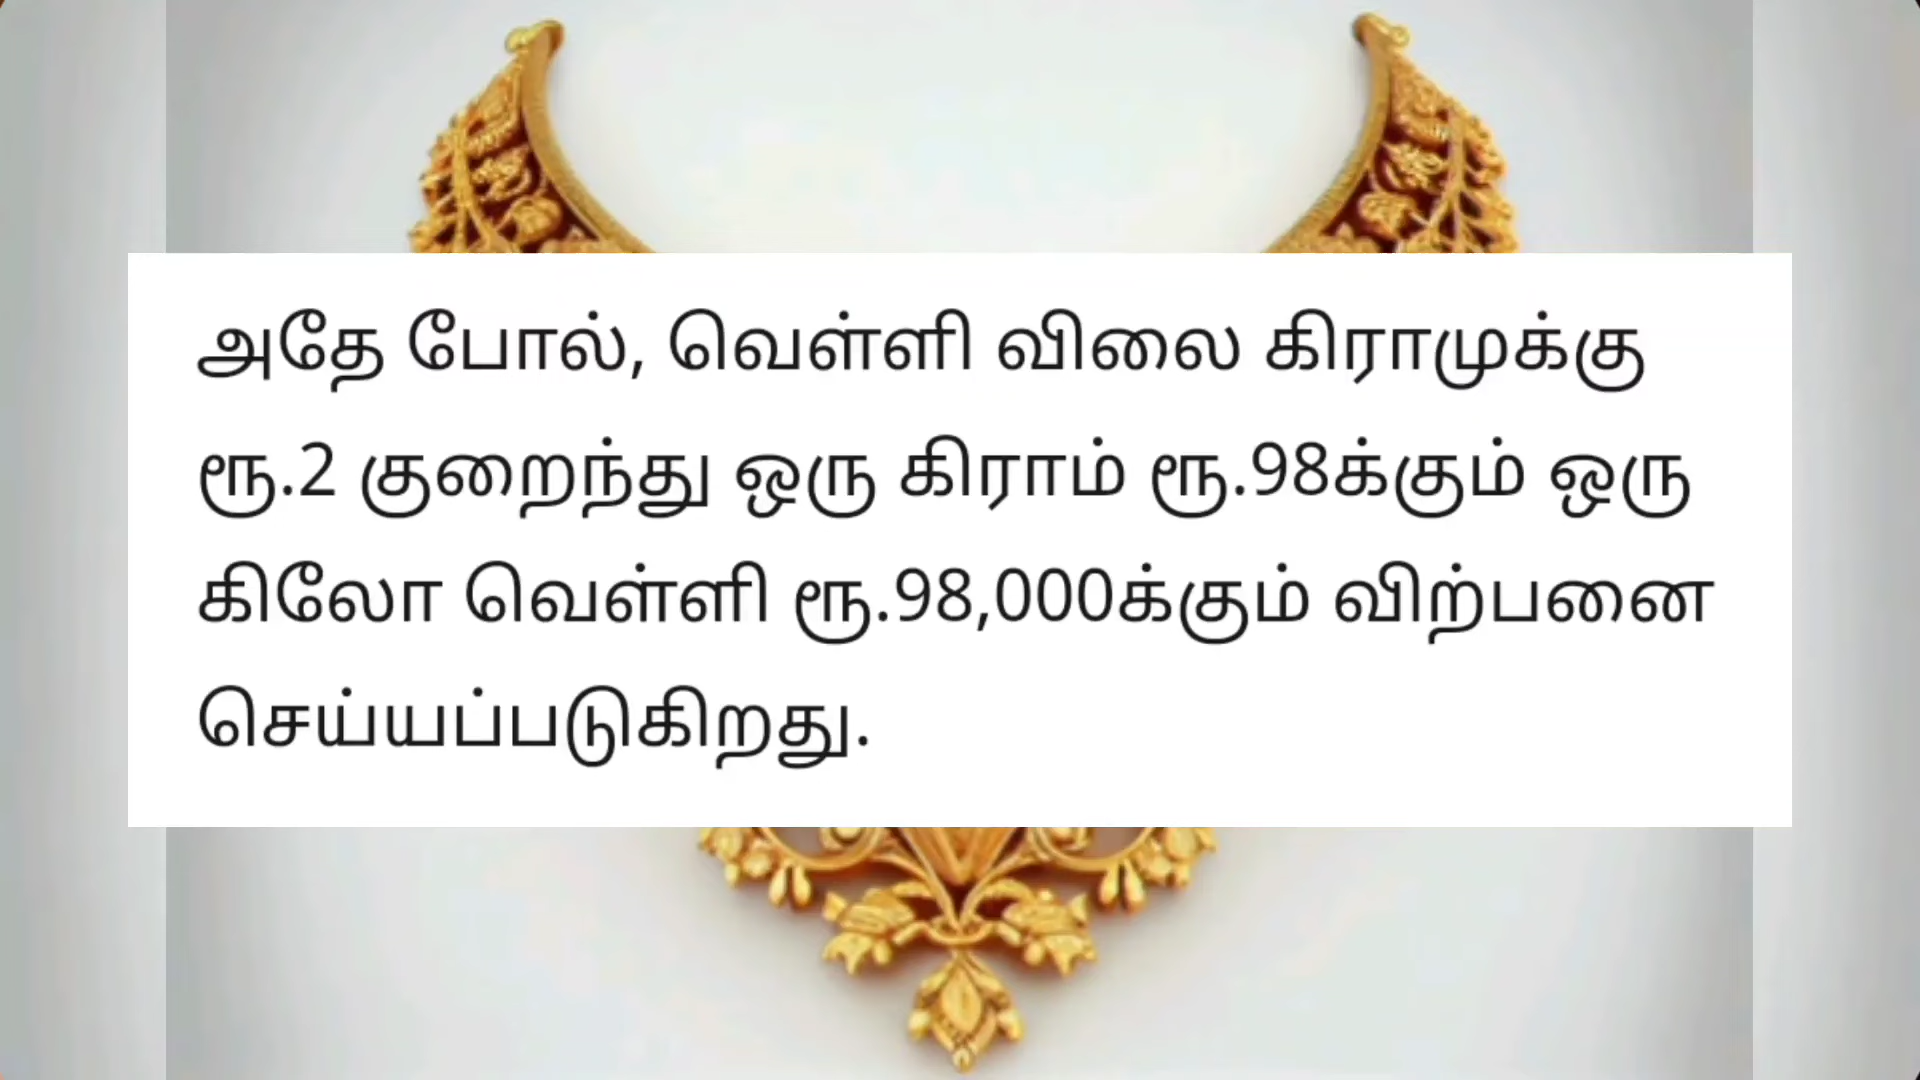 அதே போல், வெள்ளி விலை கிராமுக்கு
ரூ.2 குறைந்து ஒரு கிராம் ரூ.98க்கும் ஒரு
கிலோ வெள்ளி ரூ.98,000க்கும் விற்பனை
செய்யப்படுகிறது.